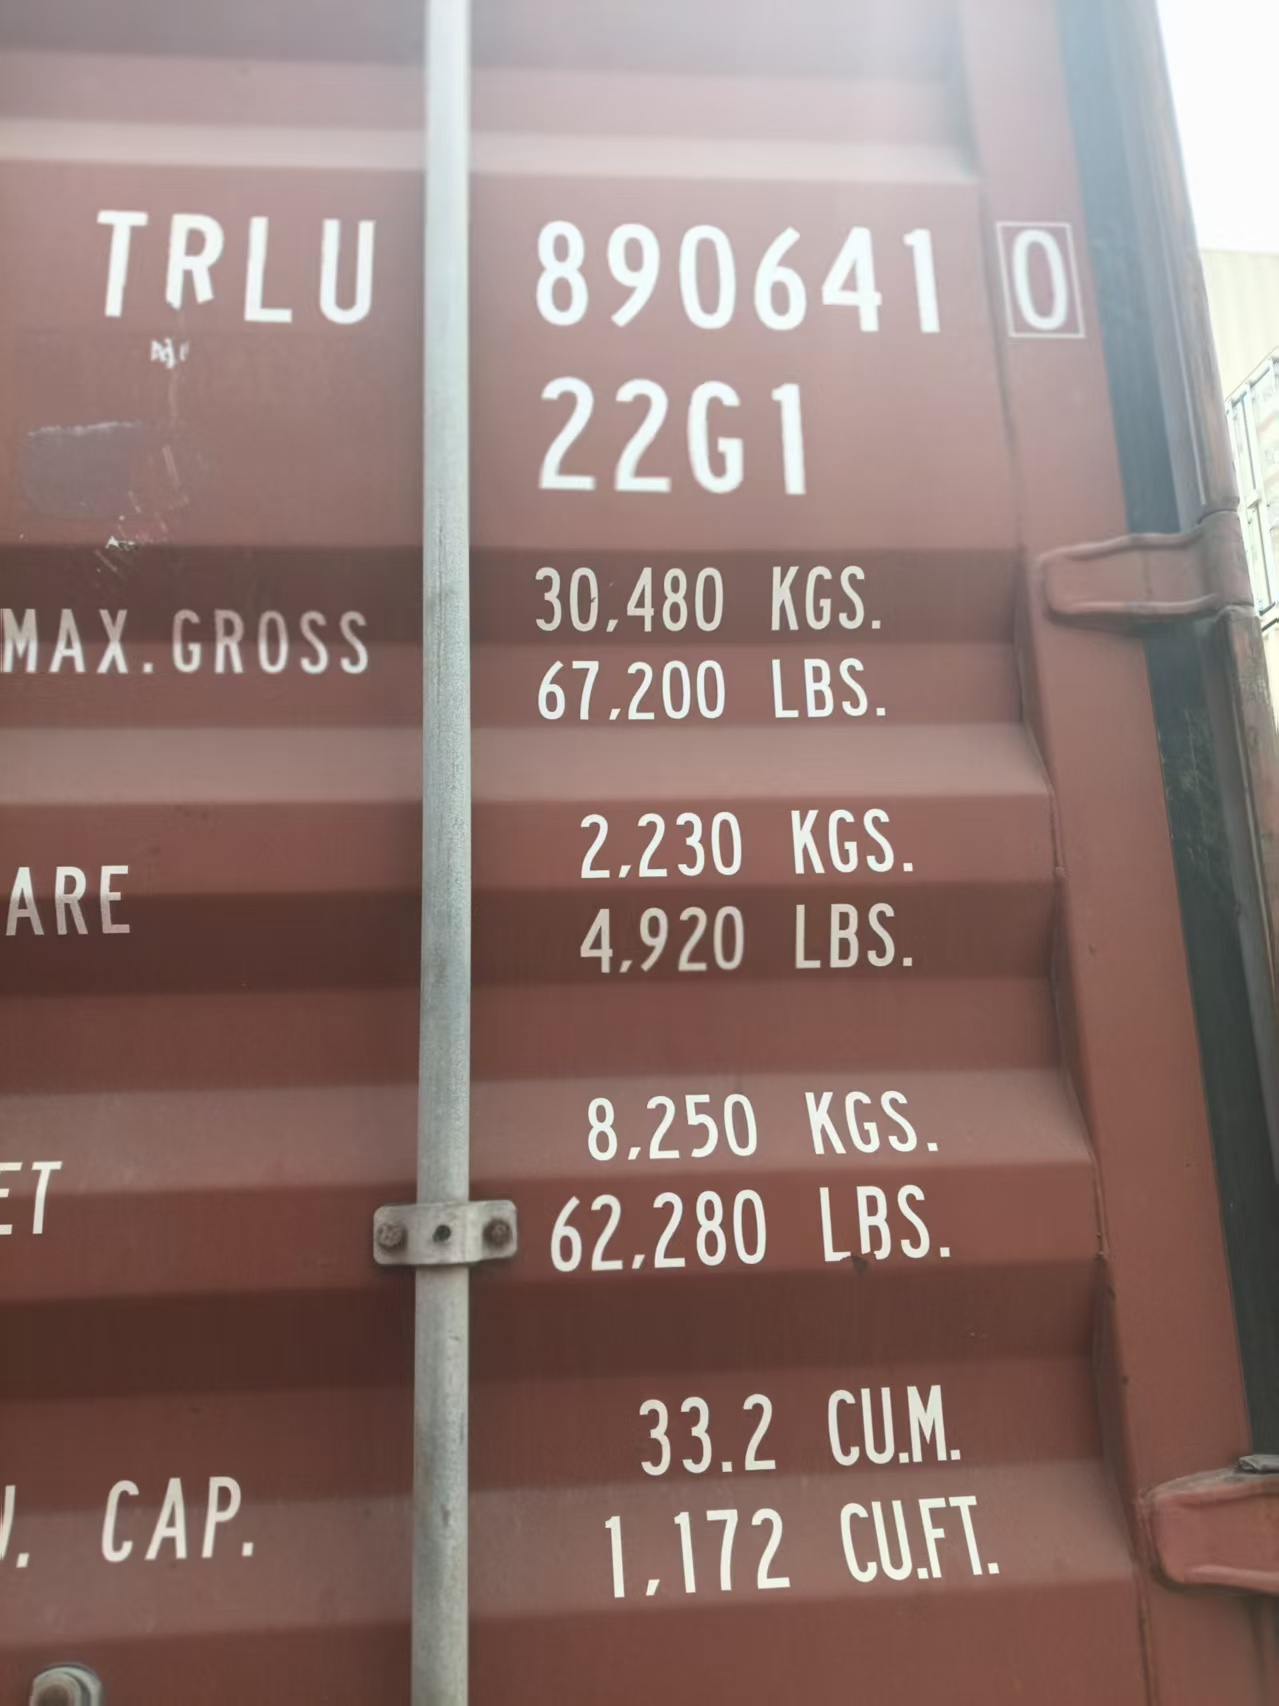 TRLU 890641 0
22G1
MAX.GROSS 30,480 KGS.
67,200 LBS.
ARE 2,230 KGS.
4,920 LBS.
ET 8,250 KGS.
62,280 LBS.
. CAP. 33.2 CU.M.
1,172 CU.FT.